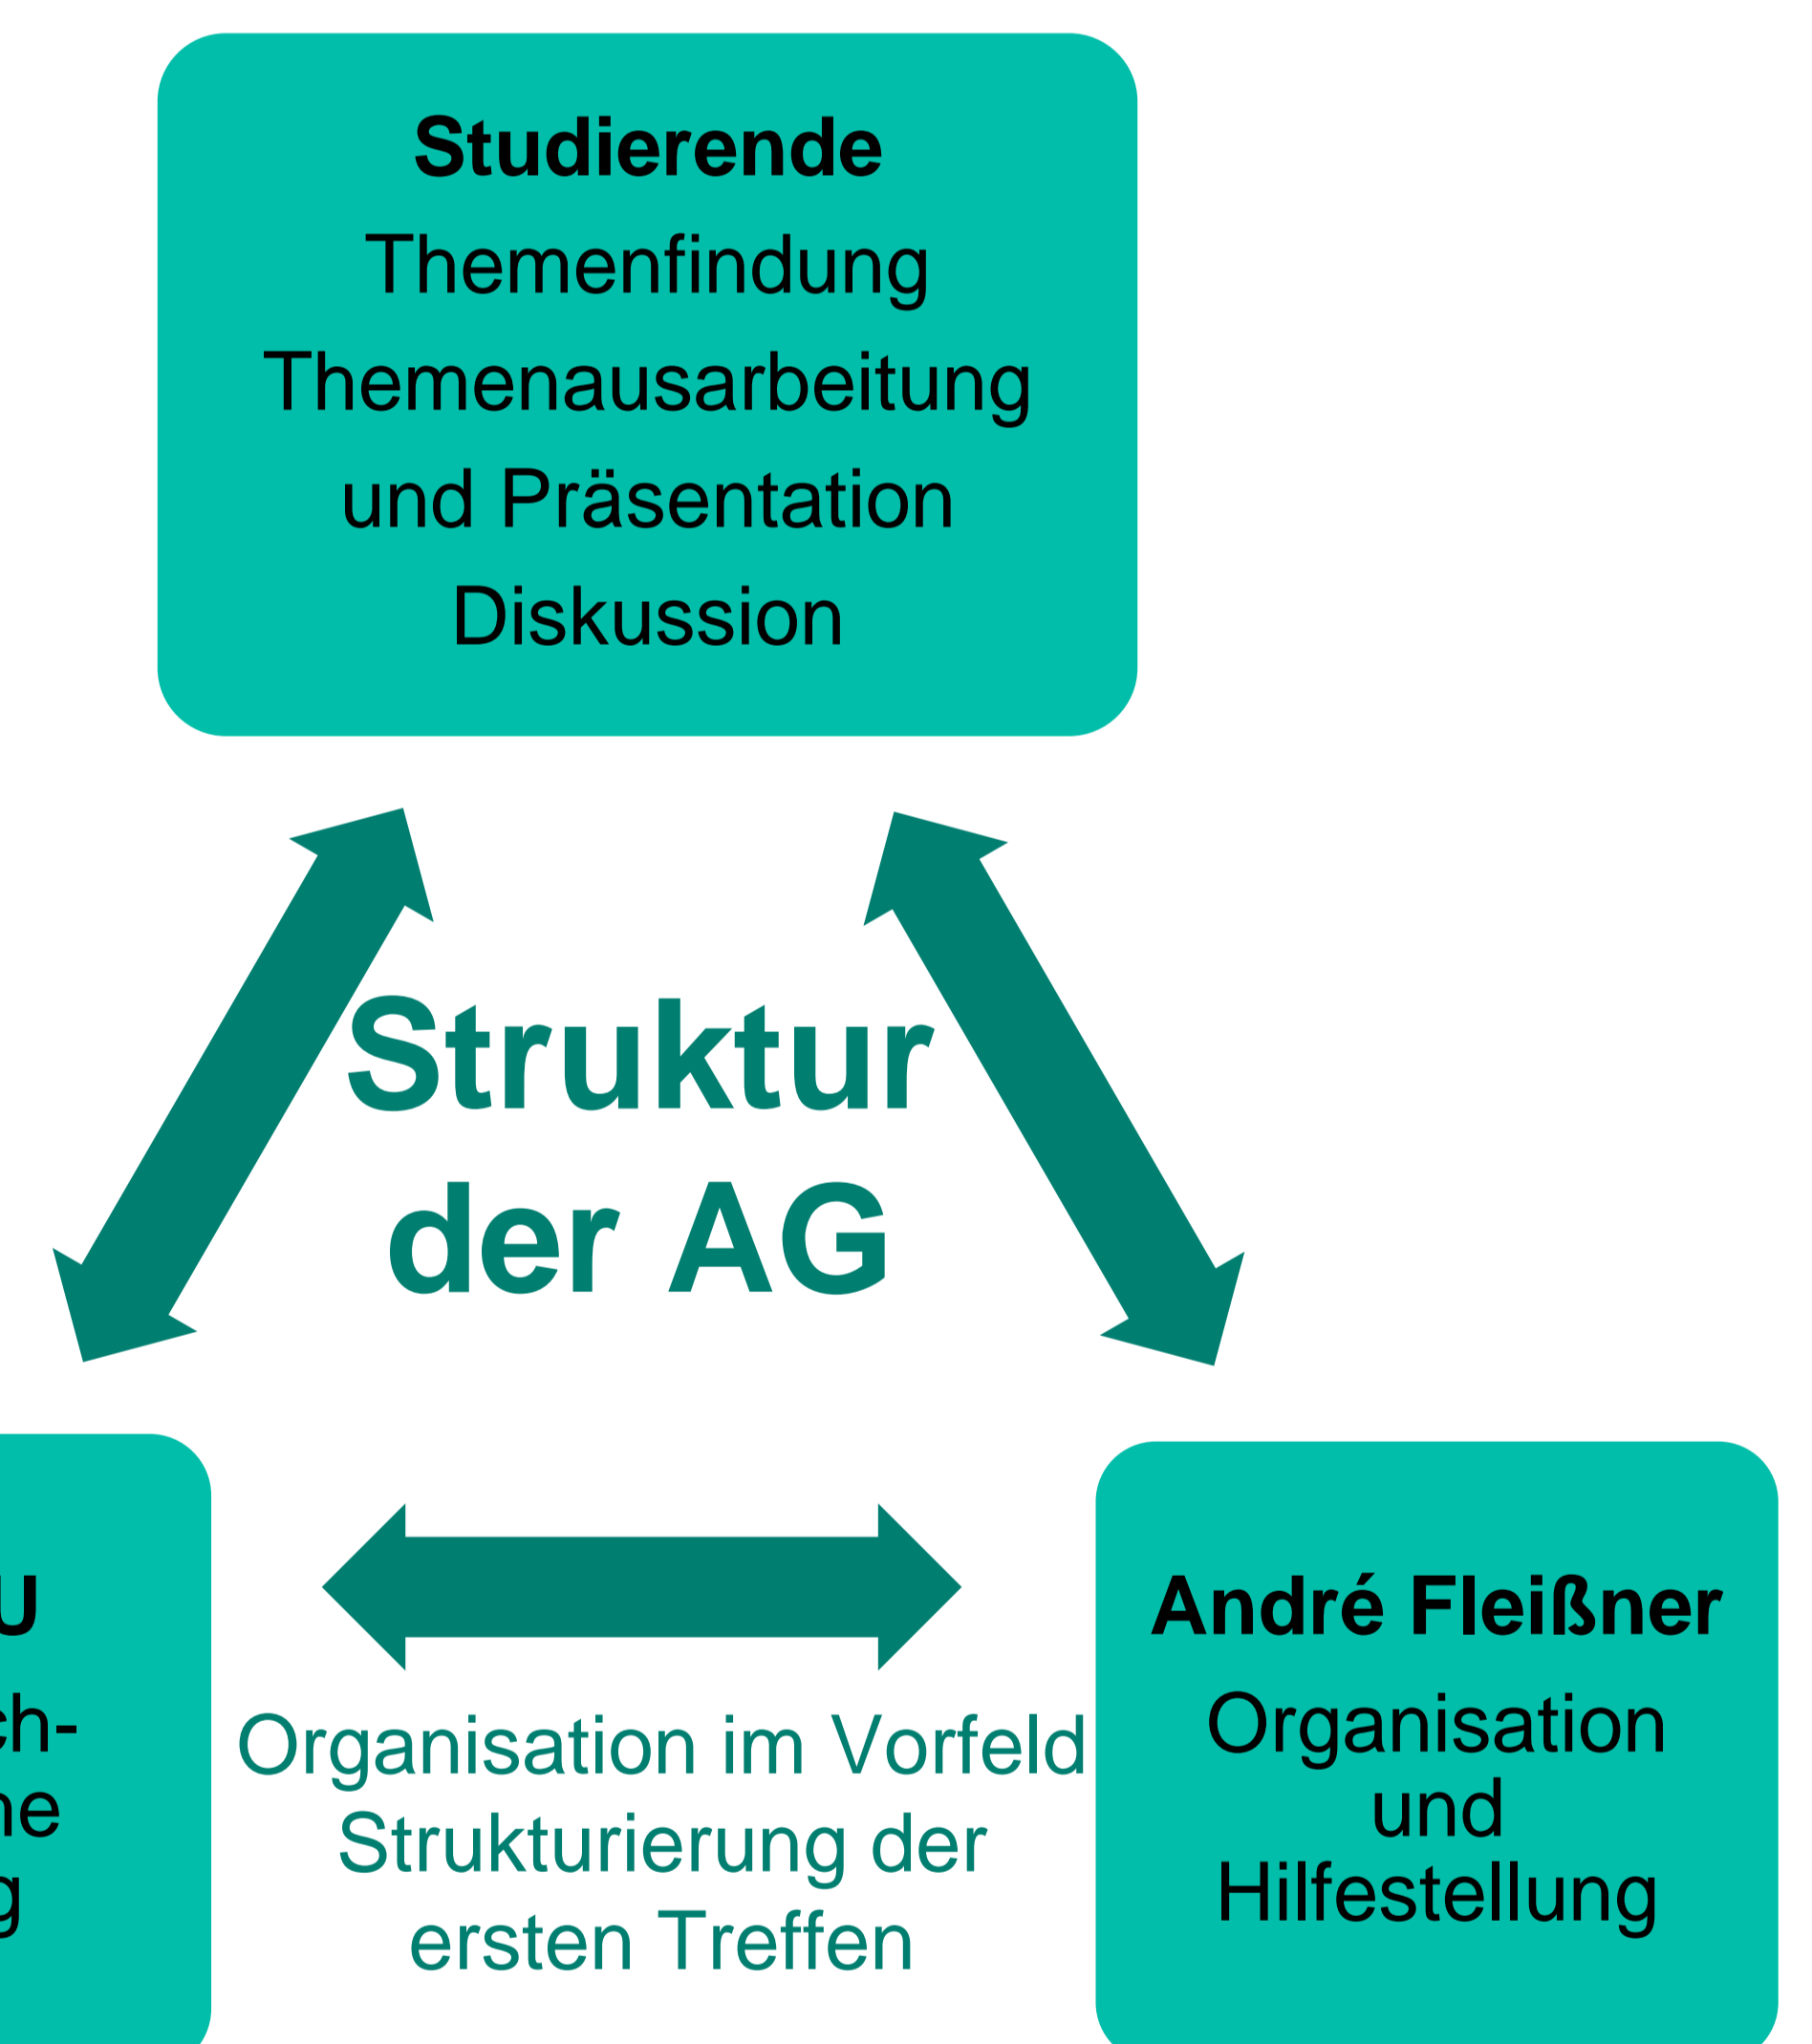 Studierende
Themenfindung
Themenausarbeitung
und Präsentation
Diskussion
Struktur
der AG
Organisation im Vorfeld
Strukturierung der
ersten Treffen
André Fleißner
Organisation
und
Hilfestellung